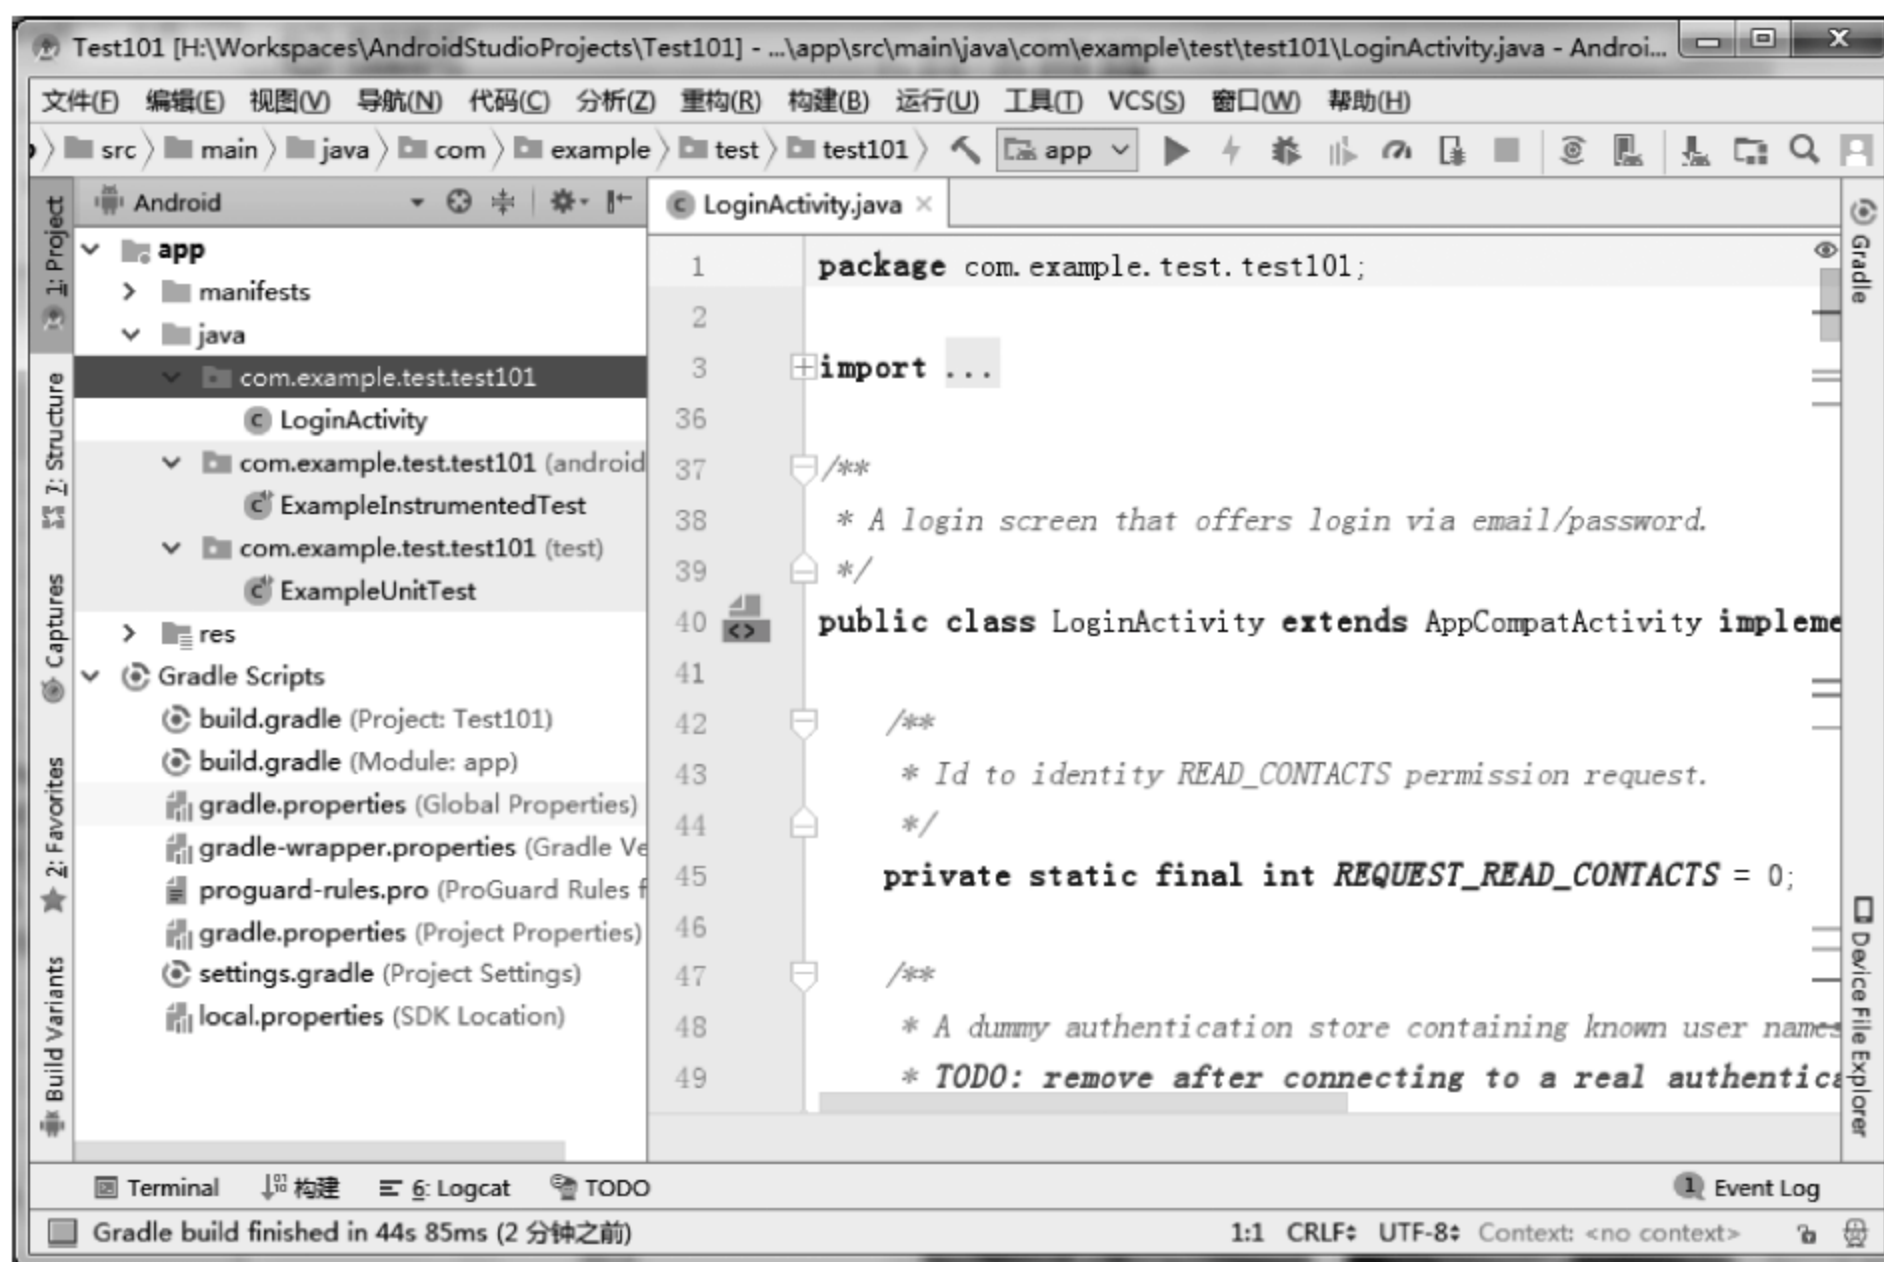 Test101 [H:\Workspaces\AndroidStudioProjects\Test101] - ...\app\src\main\java\com\example\test\test101\LoginActivity.java - Androi...
文件(F) 编辑(E) 视图(V) 导航(N) 代码(C) 分析(Z) 重构(R) 构建(B) 运行(U) 工具(T) VCS(S) 窗口(W) 帮助(H)
src main java com example test test101 app
1: Project
7: Structure
Captures
2: Favorites
Build Variants
Android
app
manifests
java
com.example.test.test101
LoginActivity
com.example.test.test101 (android
ExampleInstrumentedTest
com.example.test.test101 (test)
ExampleUnitTest
res
Gradle Scripts
build.gradle (Project: Test101)
build.gradle (Module: app)
gradle.properties (Global Properties)
gradle-wrapper.properties (Gradle Ve
proguard-rules.pro (ProGuard Rules f
gradle.properties (Project Properties)
settings.gradle (Project Settings)
local.properties (SDK Location)
LoginActivity.java
1 package com.example.test.test101;
2
3 import ...
36
37 /**
38 * A login screen that offers login via email/password.
39 */
40 public class LoginActivity extends AppCompatActivity impleme
41
42 /**
43 * Id to identity READ_CONTACTS permission request.
44 */
45 private static final int REQUEST_READ_CONTACTS = 0;
46
47 /**
48 * A dummy authentication store containing known user names
49 * TODO: remove after connecting to a real authentica
Gradle
Device File Explorer
Terminal 构建 6: Logcat TODO 1 Event Log
Gradle build finished in 44s 85ms (2 分钟之前) 1:1 CRLF UTF-8 Context: <no context>